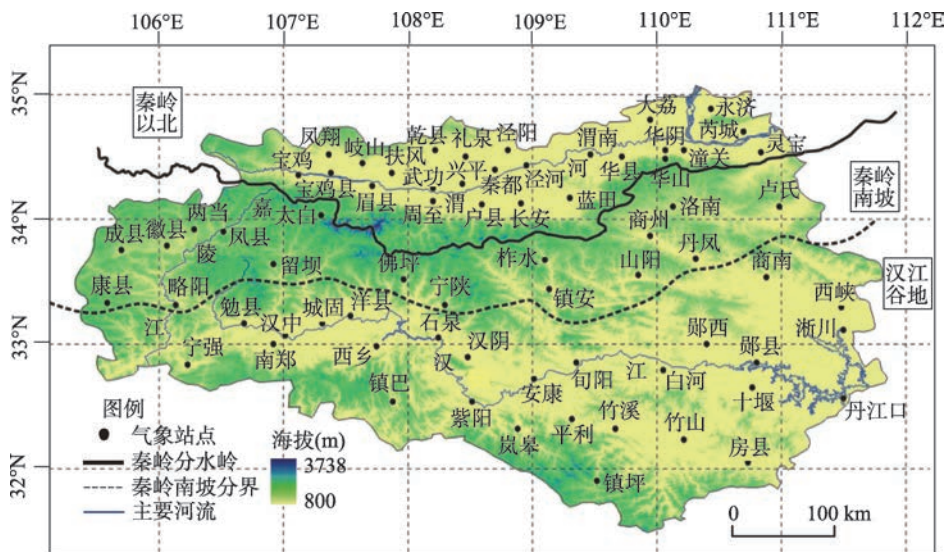 106°E 107°E 108°E 109°E 110°E 111°E 112°E
35°N
34°N
33°N
32°N
秦岭
以北
秦岭
南坡
汉江
谷地
大荔 永济
凤翔 乾县 礼泉 泾阳 渭南 华阴 芮城
宝鸡 岐山 扶风 兴平 河 潼关 灵宝
宝鸡县 眉县 武功 渭 秦都 泾河 华县 华山
周至 户县 长安 蓝田 洛南 卢氏
两当 嘉 太白 商州
成县 徽县 凤县 陵 丹凤
留坝 佛坪 柞水 山阳 商南
康县 略阳 宁陕 镇安 西峡
勉县 城固 洋县
江 汉中 石泉 郧西 淅川
宁强 南郑 西乡 汉 汉阴 郧县
镇巴 安康 旬阳 江 白河 十堰
紫阳 竹溪 丹江口
岚皋 平利 竹山 房县
镇坪
图例
气象站点
秦岭分水岭
秦岭南坡分界
主要河流
海拔(m)
3738
800
0 100 km